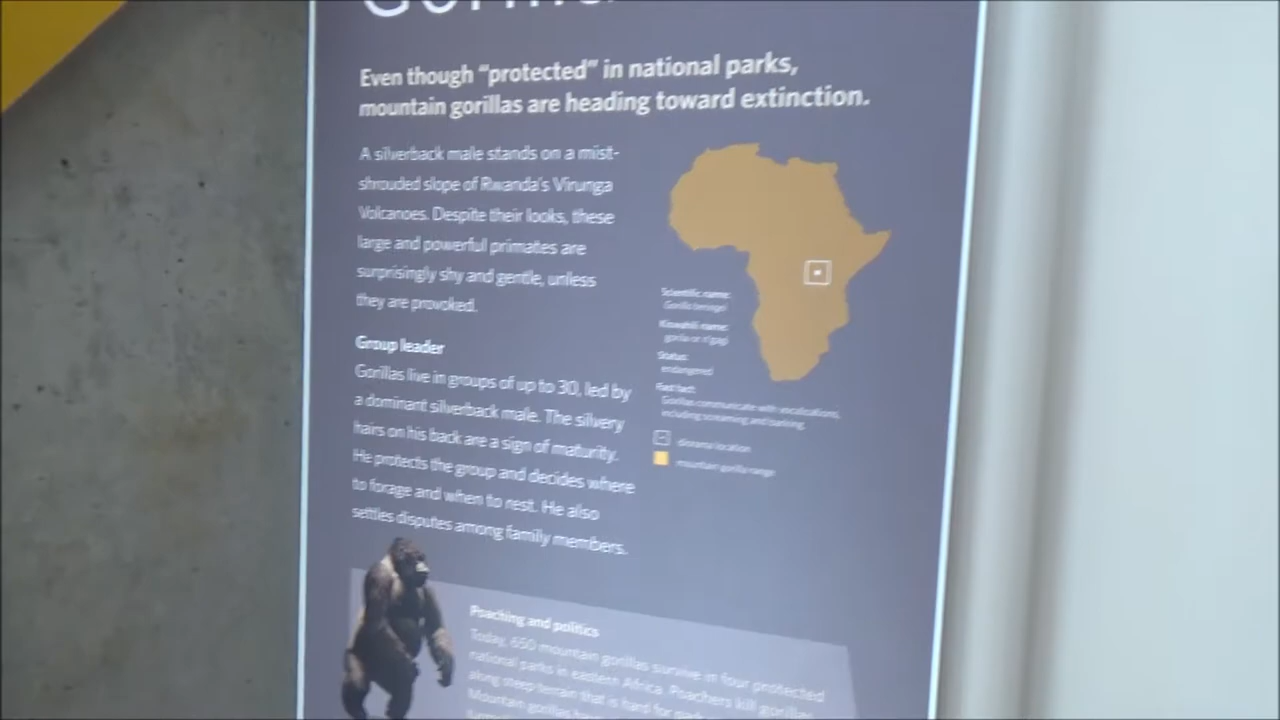 Gorilla
Even though "protected" in national parks,
mountain gorillas are heading toward extinction.
A silverback male stands on a mist-
shrouded slope of Rwanda's Virunga
Volcanoes. Despite their looks, these
large and powerful primates are
surprisingly shy and gentle, unless
they are provoked.
Group leader
Gorillas live in groups of up to 30, led by
a dominant silverback male. The silvery
hairs on his back are a sign of maturity.
He protects the group and decides where
to forage and when to rest. He also
settles disputes among family members.
Scientific name:
Gorilla beringei
Kiswahili name:
gorila or n'gagi
Status:
endangered
Fast fact:
Gorillas communicate with vocalizations,
including screaming and barking.
diorama location
mountain gorilla range
Poaching and politics
Today, 650 mountain gorillas survive in four protected
national parks in eastern Africa. Poachers kill gorillas
along steep terrain that is hard for
Mountain gorillas